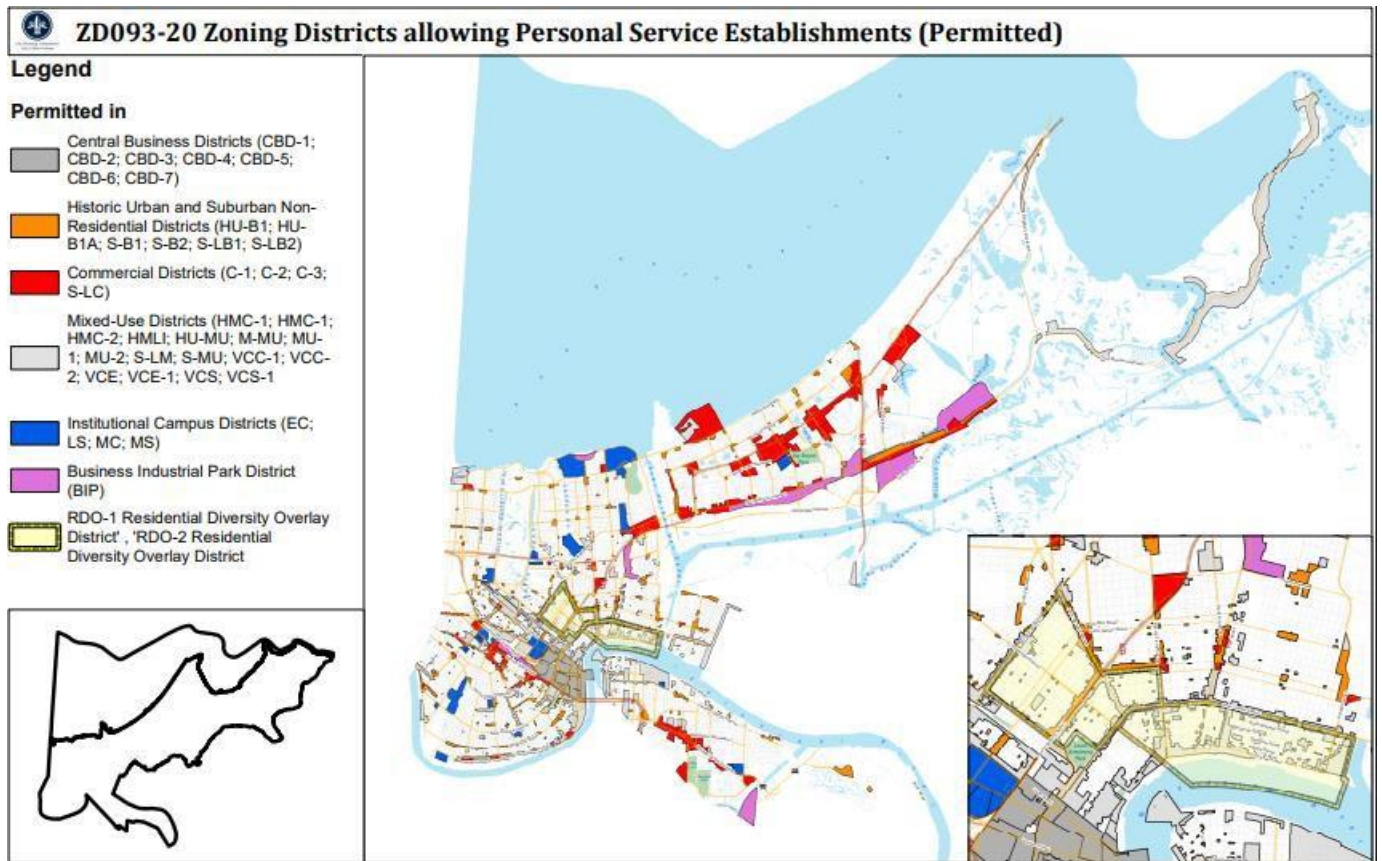 ZD093-20 Zoning Districts allowing Personal Service Establishments (Permitted)
Legend
Permitted in
Central Business Districts (CBD-1;
CBD-2; CBD-3; CBD-4; CBD-5;
CBD-6; CBD-7)
Historic Urban and Suburban Non-
Residential Districts (HU-B1; HU-
B1A; S-B1; S-B2; S-LB1; S-LB2)
Commercial Districts (C-1; C-2; C-3;
S-LC)
Mixed-Use Districts (HMC-1; HMC-1;
HMC-2; HMLI; HU-MU; M-MU; MU-
1; MU-2; S-LM; S-MU; VCC-1; VCC-
2; VCE; VCE-1; VCS; VCS-1
Institutional Campus Districts (EC;
LS; MC; MS)
Business Industrial Park District
(BIP)
RDO-1 Residential Diversity Overlay
District' , 'RDO-2 Residential
Diversity Overlay District